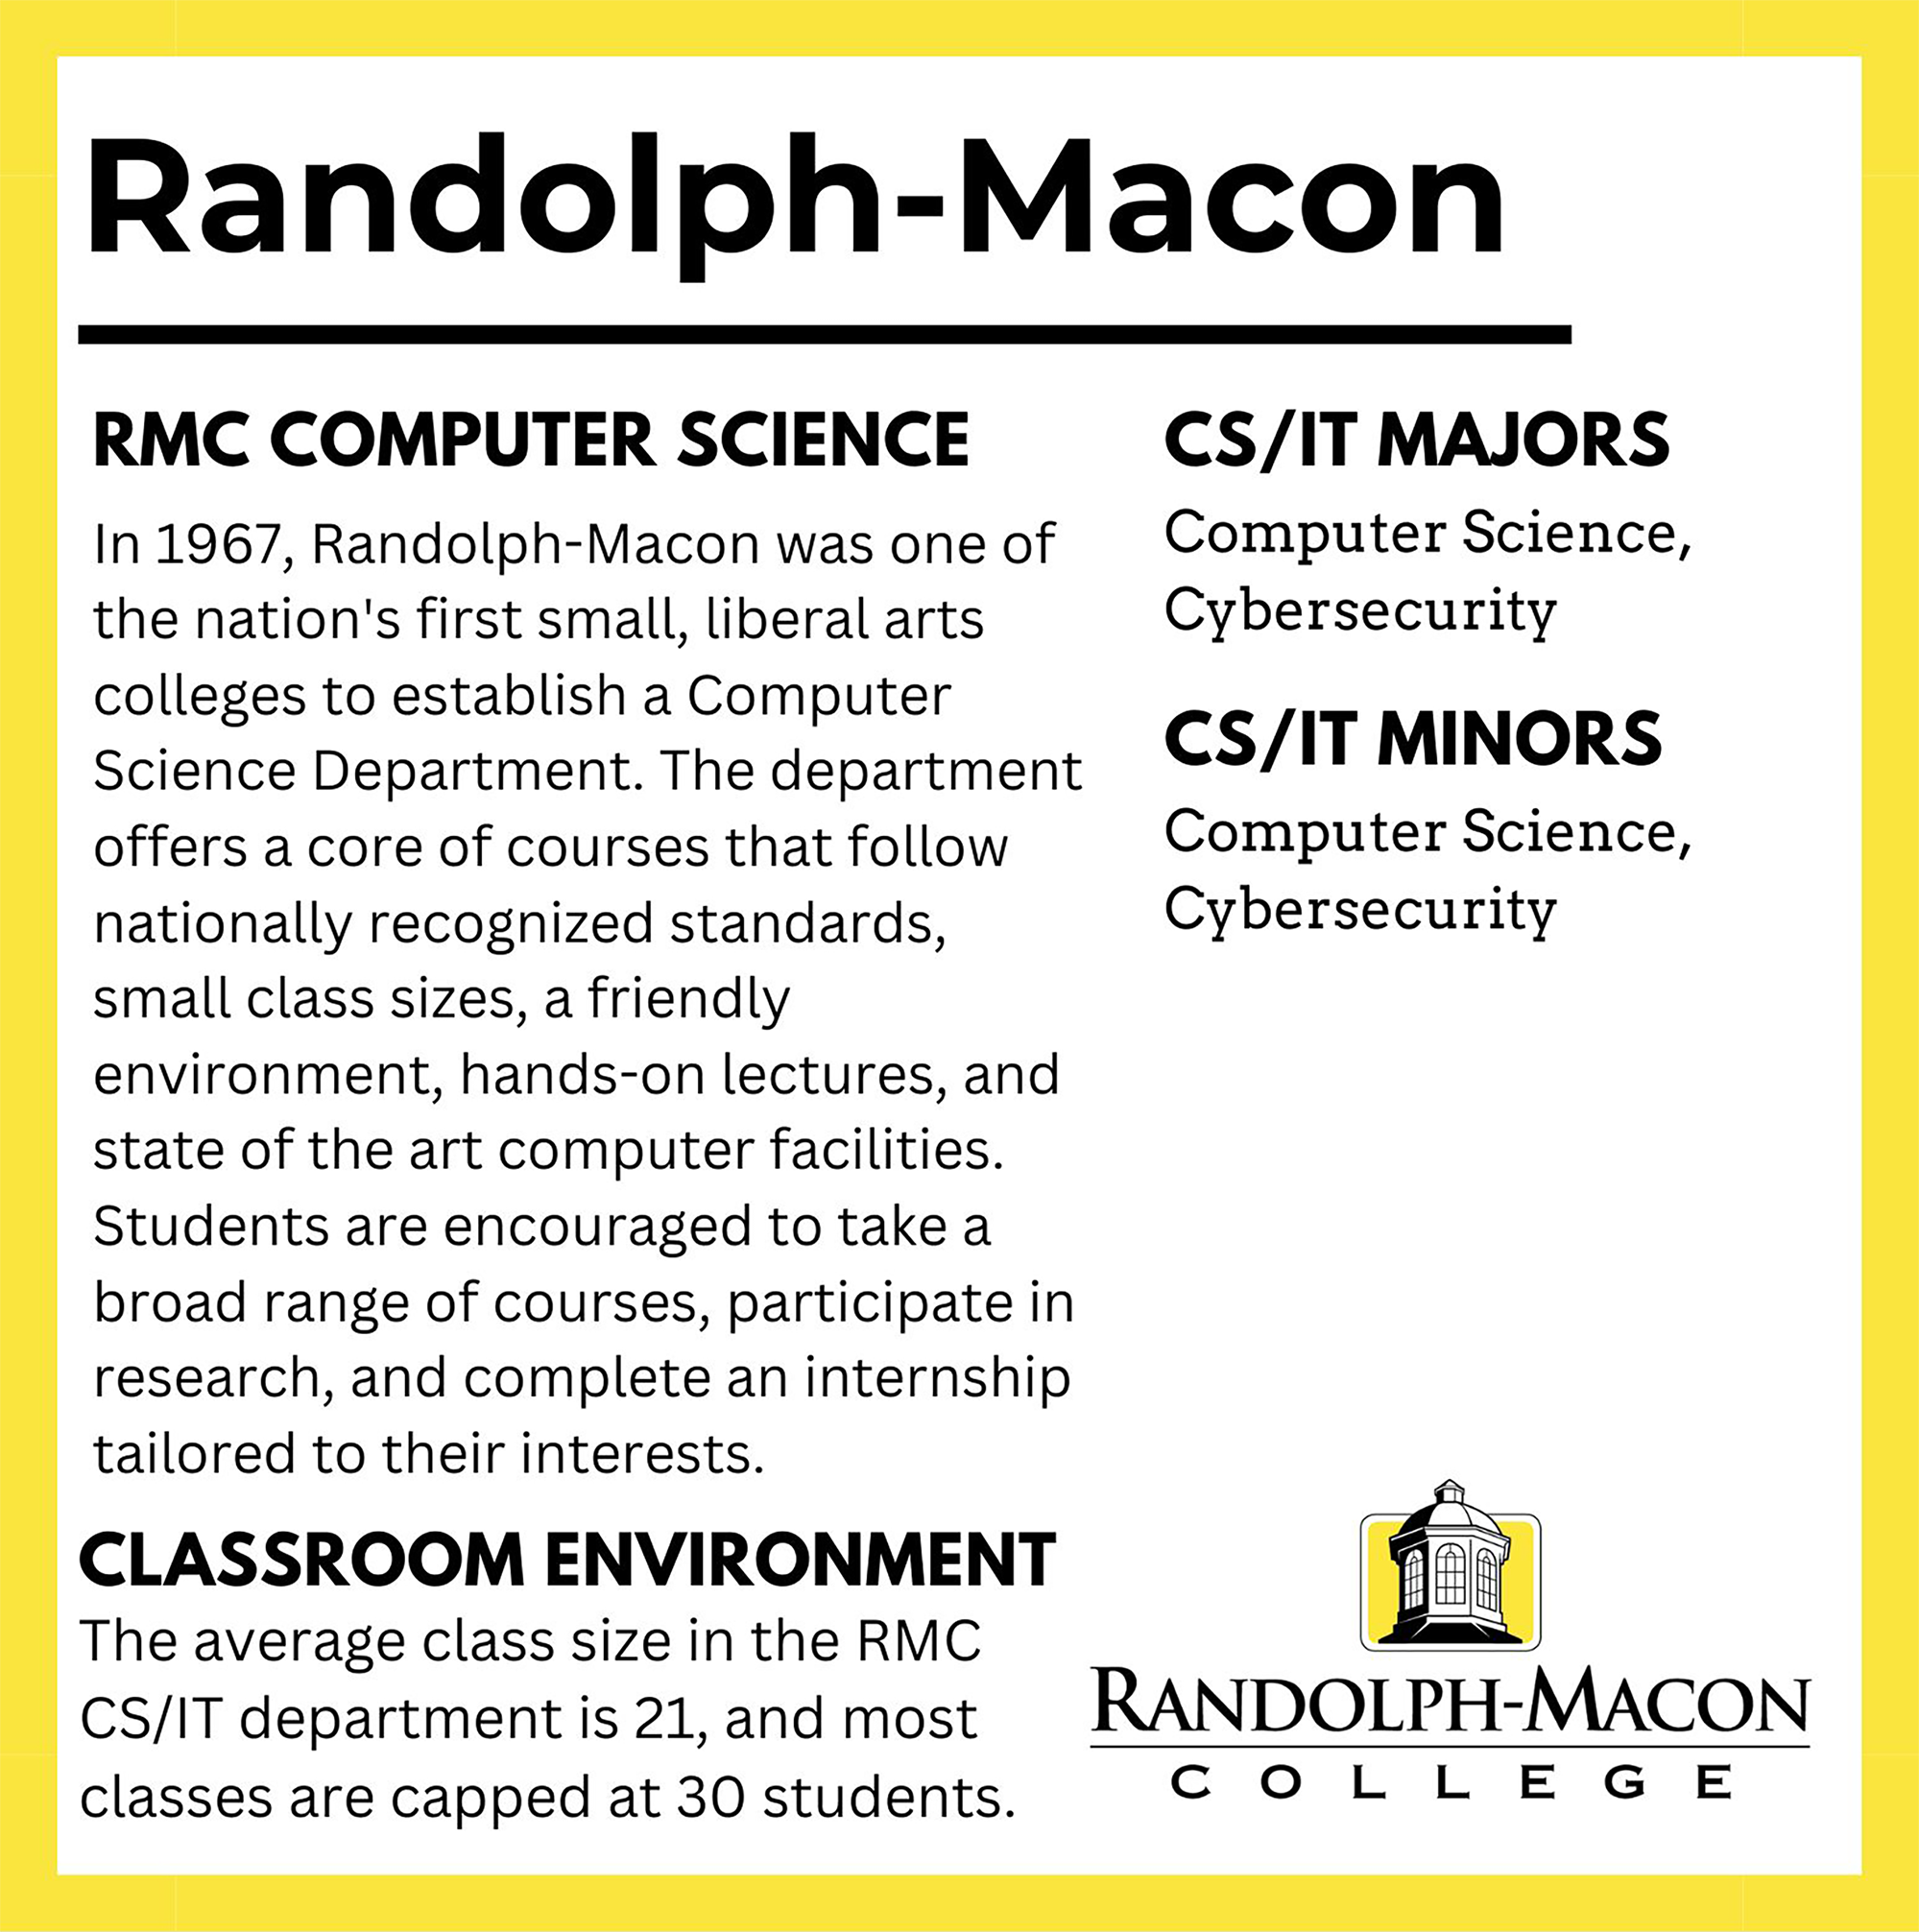 Randolph-Macon
RMC COMPUTER SCIENCE
In 1967, Randolph-Macon was one of
the nation's first small, liberal arts
colleges to establish a Computer
Science Department. The department
offers a core of courses that follow
nationally recognized standards,
small class sizes, a friendly
environment, hands-on lectures, and
state of the art computer facilities.
Students are encouraged to take a
broad range of courses, participate in
research, and complete an internship
tailored to their interests.
CLASSROOM ENVIRONMENT
The average class size in the RMC
CS/IT department is 21, and most
classes are capped at 30 students.
CS/IT MAJORS
Computer Science,
Cybersecurity
CS/IT MINORS
Computer Science,
Cybersecurity
RANDOLPH-MACON
COLLEGE